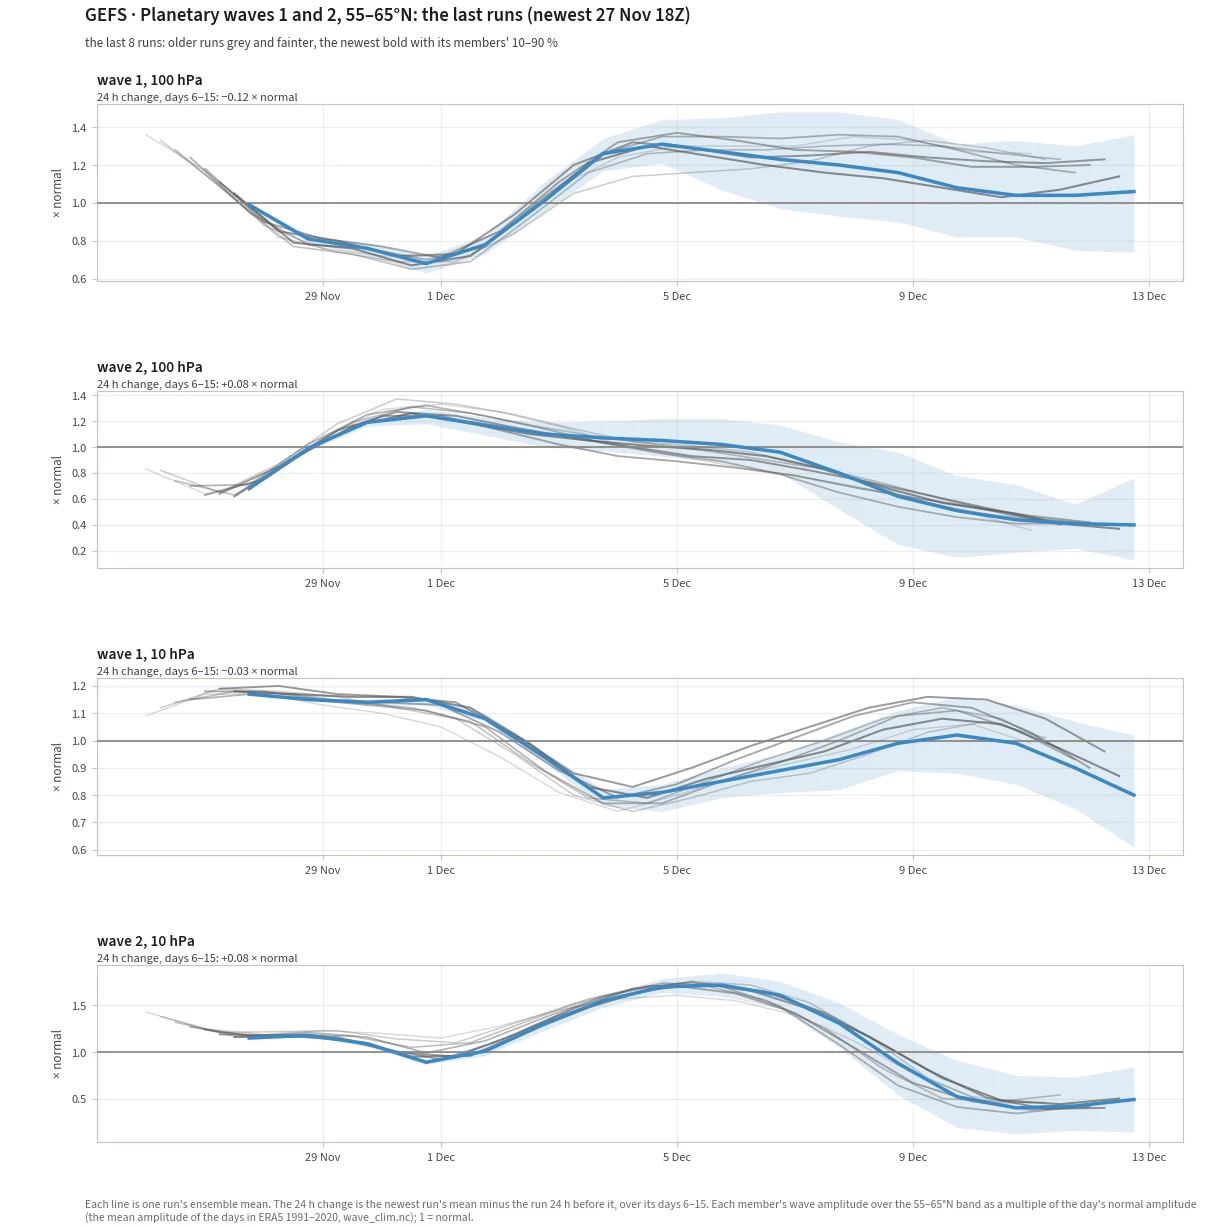 GEFS · Planetary waves 1 and 2, 55–65°N: the last runs (newest 27 Nov 18Z)
the last 8 runs: older runs grey and fainter, the newest bold with its members' 10–90 %
wave 1, 100 hPa
24 h change, days 6–15: −0.12 × normal
1.4
1.2
1.0
0.8
0.6
× normal
29 Nov
1 Dec
5 Dec
9 Dec
13 Dec
wave 2, 100 hPa
24 h change, days 6–15: +0.08 × normal
1.4
1.2
1.0
0.8
0.6
0.4
0.2
× normal
29 Nov
1 Dec
5 Dec
9 Dec
13 Dec
wave 1, 10 hPa
24 h change, days 6–15: −0.03 × normal
1.2
1.1
1.0
0.9
0.8
0.7
0.6
× normal
29 Nov
1 Dec
5 Dec
9 Dec
13 Dec
wave 2, 10 hPa
24 h change, days 6–15: +0.08 × normal
1.5
1.0
0.5
× normal
29 Nov
1 Dec
5 Dec
9 Dec
13 Dec
Each line is one run's ensemble mean. The 24 h change is the newest run's mean minus the run 24 h before it, over its days 6–15. Each member's wave amplitude over the 55–65°N band as a multiple of the day's normal amplitude
(the mean amplitude of the days in ERA5 1991–2020, wave_clim.nc); 1 = normal.